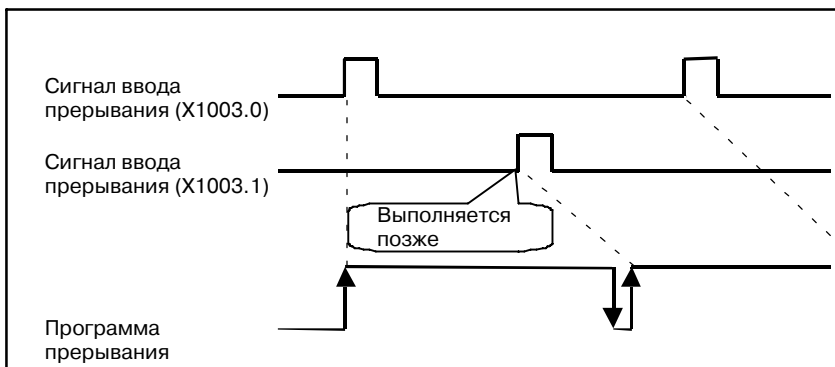 Сигнал ввода
прерывания (X1003.0)
Сигнал ввода
прерывания (X1003.1)
Выполняется
позже
Программа
прерывания